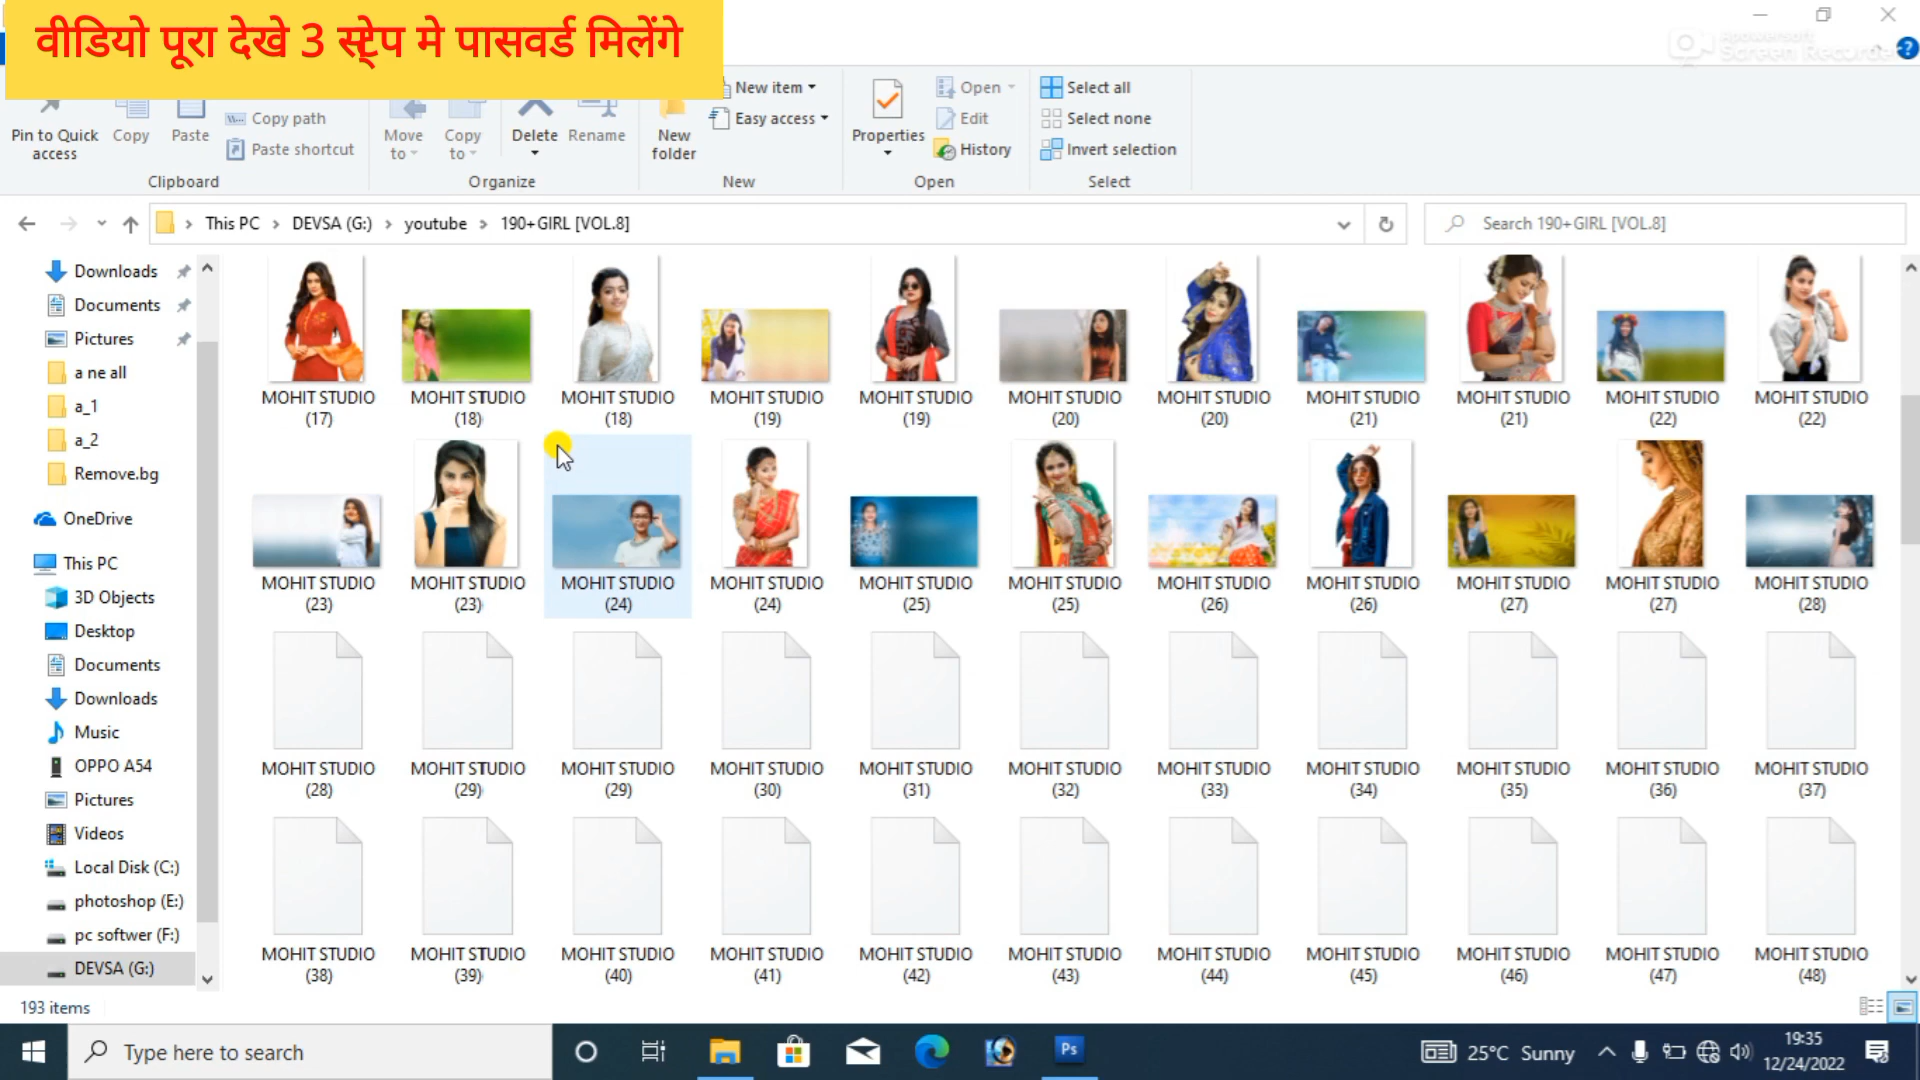 वीडियो पूरा देखे 3 स्टेप मे पासवर्ड मिलेंगे
Apowersoft
Screen Recorder
Pin to Quick access
Copy
Paste
Copy path
Paste shortcut
Move to
Copy to
Delete
Rename
New folder
New item
Easy access
Properties
Open
Edit
History
Select all
Select none
Invert selection
Clipboard
Organize
New
Open
Select
This PC > DEVSA (G:) > youtube > 190+GIRL [VOL.8]
Search 190+GIRL [VOL.8]
Downloads
Documents
Pictures
a ne all
a_1
a_2
Remove.bg
OneDrive
This PC
3D Objects
Desktop
Documents
Downloads
Music
OPPO A54
Pictures
Videos
Local Disk (C:)
photoshop (E:)
pc softwer (F:)
DEVSA (G:)
MOHIT STUDIO (17)
MOHIT STUDIO (18)
MOHIT STUDIO (18)
MOHIT STUDIO (19)
MOHIT STUDIO (19)
MOHIT STUDIO (20)
MOHIT STUDIO (20)
MOHIT STUDIO (21)
MOHIT STUDIO (21)
MOHIT STUDIO (22)
MOHIT STUDIO (22)
MOHIT STUDIO (23)
MOHIT STUDIO (23)
MOHIT STUDIO (24)
MOHIT STUDIO (24)
MOHIT STUDIO (25)
MOHIT STUDIO (25)
MOHIT STUDIO (26)
MOHIT STUDIO (26)
MOHIT STUDIO (27)
MOHIT STUDIO (27)
MOHIT STUDIO (28)
MOHIT STUDIO (28)
MOHIT STUDIO (29)
MOHIT STUDIO (29)
MOHIT STUDIO (30)
MOHIT STUDIO (31)
MOHIT STUDIO (32)
MOHIT STUDIO (33)
MOHIT STUDIO (34)
MOHIT STUDIO (35)
MOHIT STUDIO (36)
MOHIT STUDIO (37)
MOHIT STUDIO (38)
MOHIT STUDIO (39)
MOHIT STUDIO (40)
MOHIT STUDIO (41)
MOHIT STUDIO (42)
MOHIT STUDIO (43)
MOHIT STUDIO (44)
MOHIT STUDIO (45)
MOHIT STUDIO (46)
MOHIT STUDIO (47)
MOHIT STUDIO (48)
193 items
Type here to search
Ps
25°C Sunny
19:35
12/24/2022